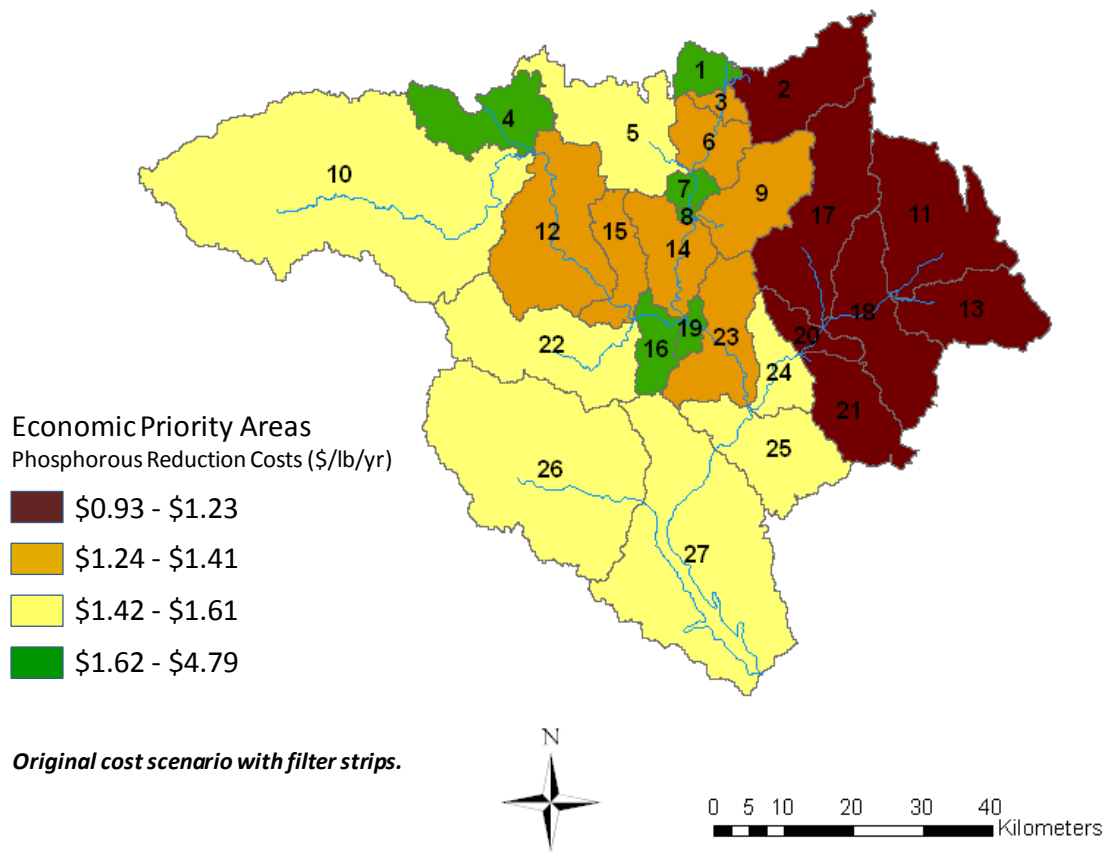 1
2
3
4
5
6
7
8
9
10
11
12
13
14
15
16
17
18
19
20
21
22
23
24
25
26
27
Economic Priority Areas
Phosphorous Reduction Costs ($/lb/yr)
$0.93 - $1.23
$1.24 - $1.41
$1.42 - $1.61
$1.62 - $4.79
Original cost scenario with filter strips.
N
0 5 10 20 30 40
Kilometers